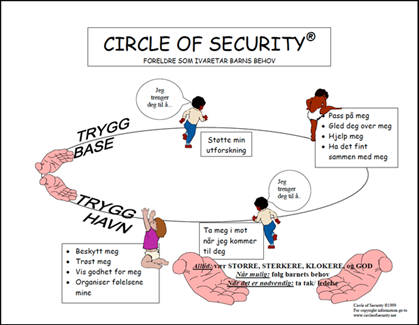 CIRCLE OF SECURITY®
FORELDRE SOM IVARETAR BARNS BEHOV
Jeg
trenger
deg til å...
TRYGG
BASE
Støtte min
utforskning
• Pass på meg
• Gled deg over meg
• Hjelp meg
• Ha det fint
sammen med meg
Jeg
trenger
deg til å...
TRYGG
HAVN
Ta meg i mot
når jeg kommer
til deg
• Beskytt meg
• Trøst meg
• Vis godhet for meg
• Organiser følelsene
mine
Alltid: vær STØRRE, STERKERE, KLOKERE, og GOD
Når mulig: følg barnets behov
Når det er nødvendig: ta tak/ ledelse
Circle of Security ©1999
For copyright information go to
www.circleofsecurity.net